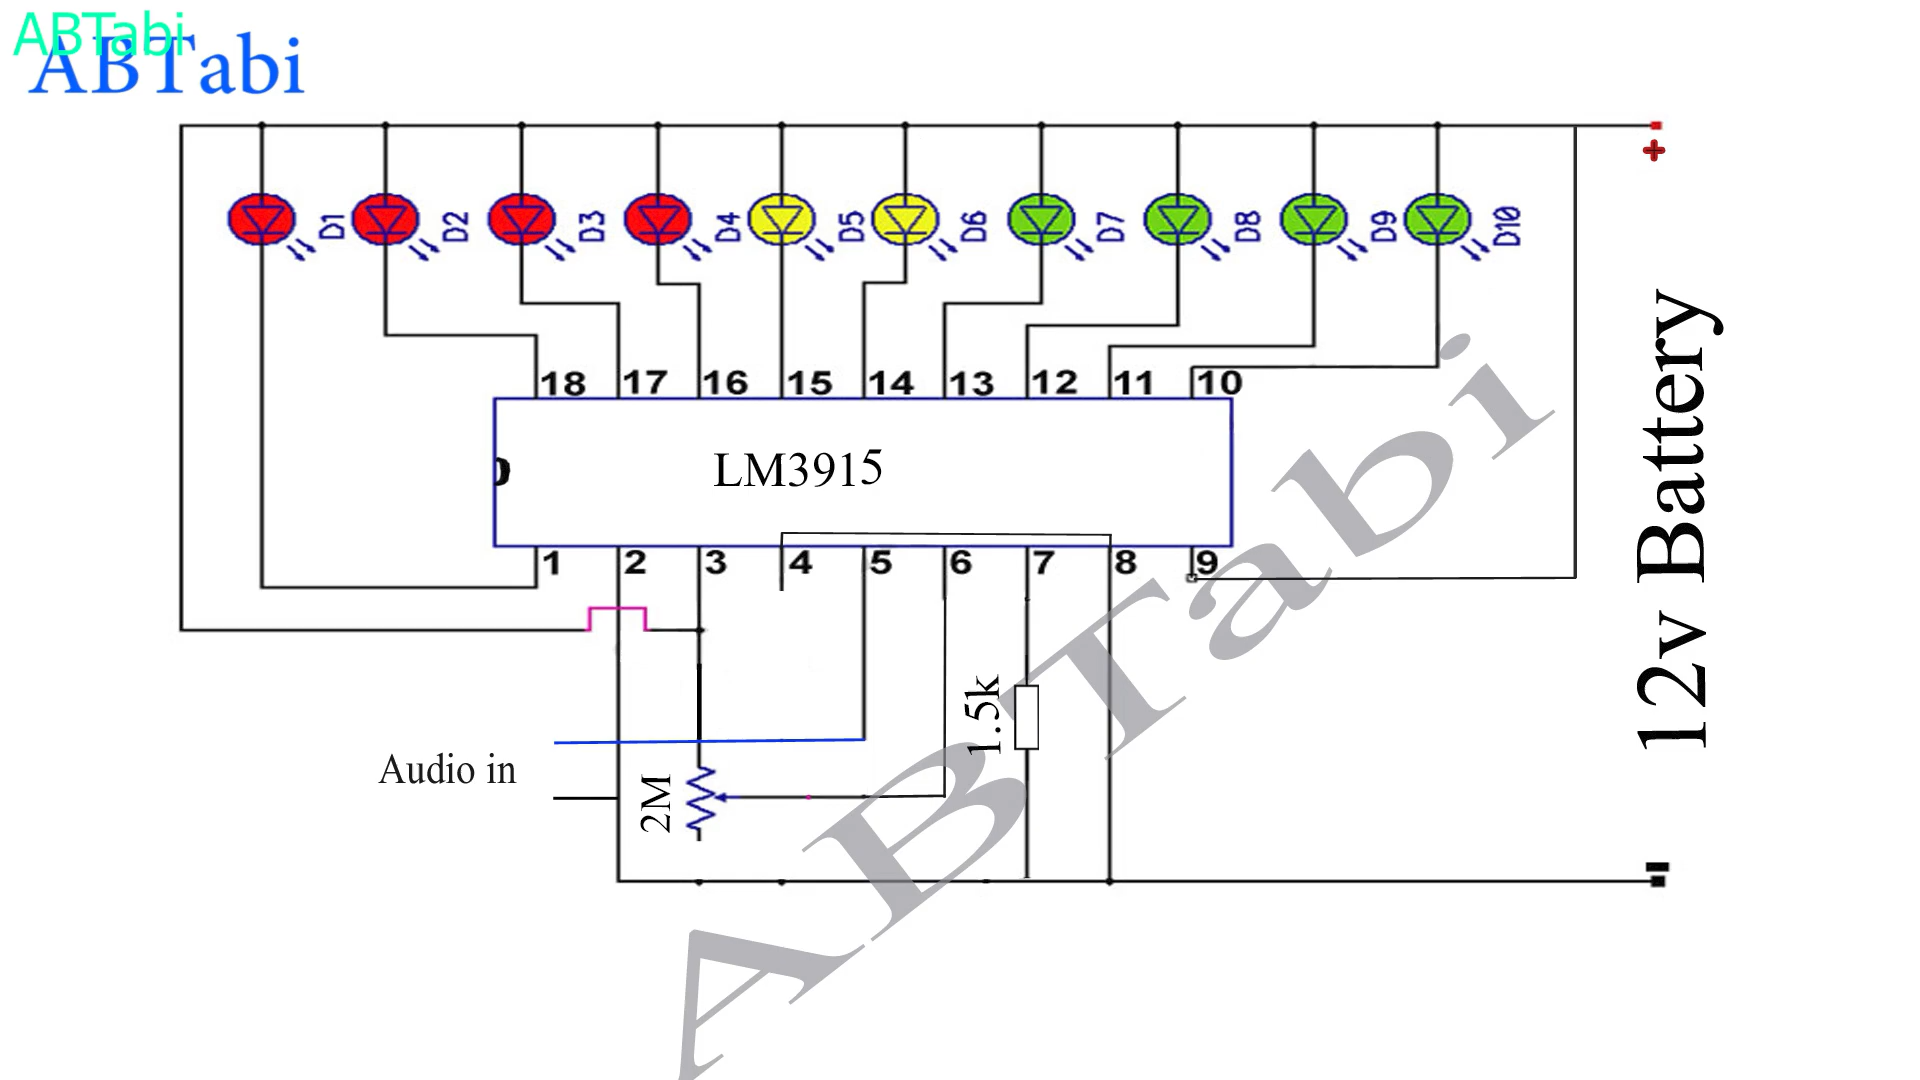 ABTabi
ABTabi
+
D1 D2 D3 D4 D5 D6 D7 D8 D9 D10
18 17 16 15 14 13 12 11 10
LM3915
1 2 3 4 5 6 7 8 9
1.5k
Audio in
2M
12v Battery
-
ABTabi